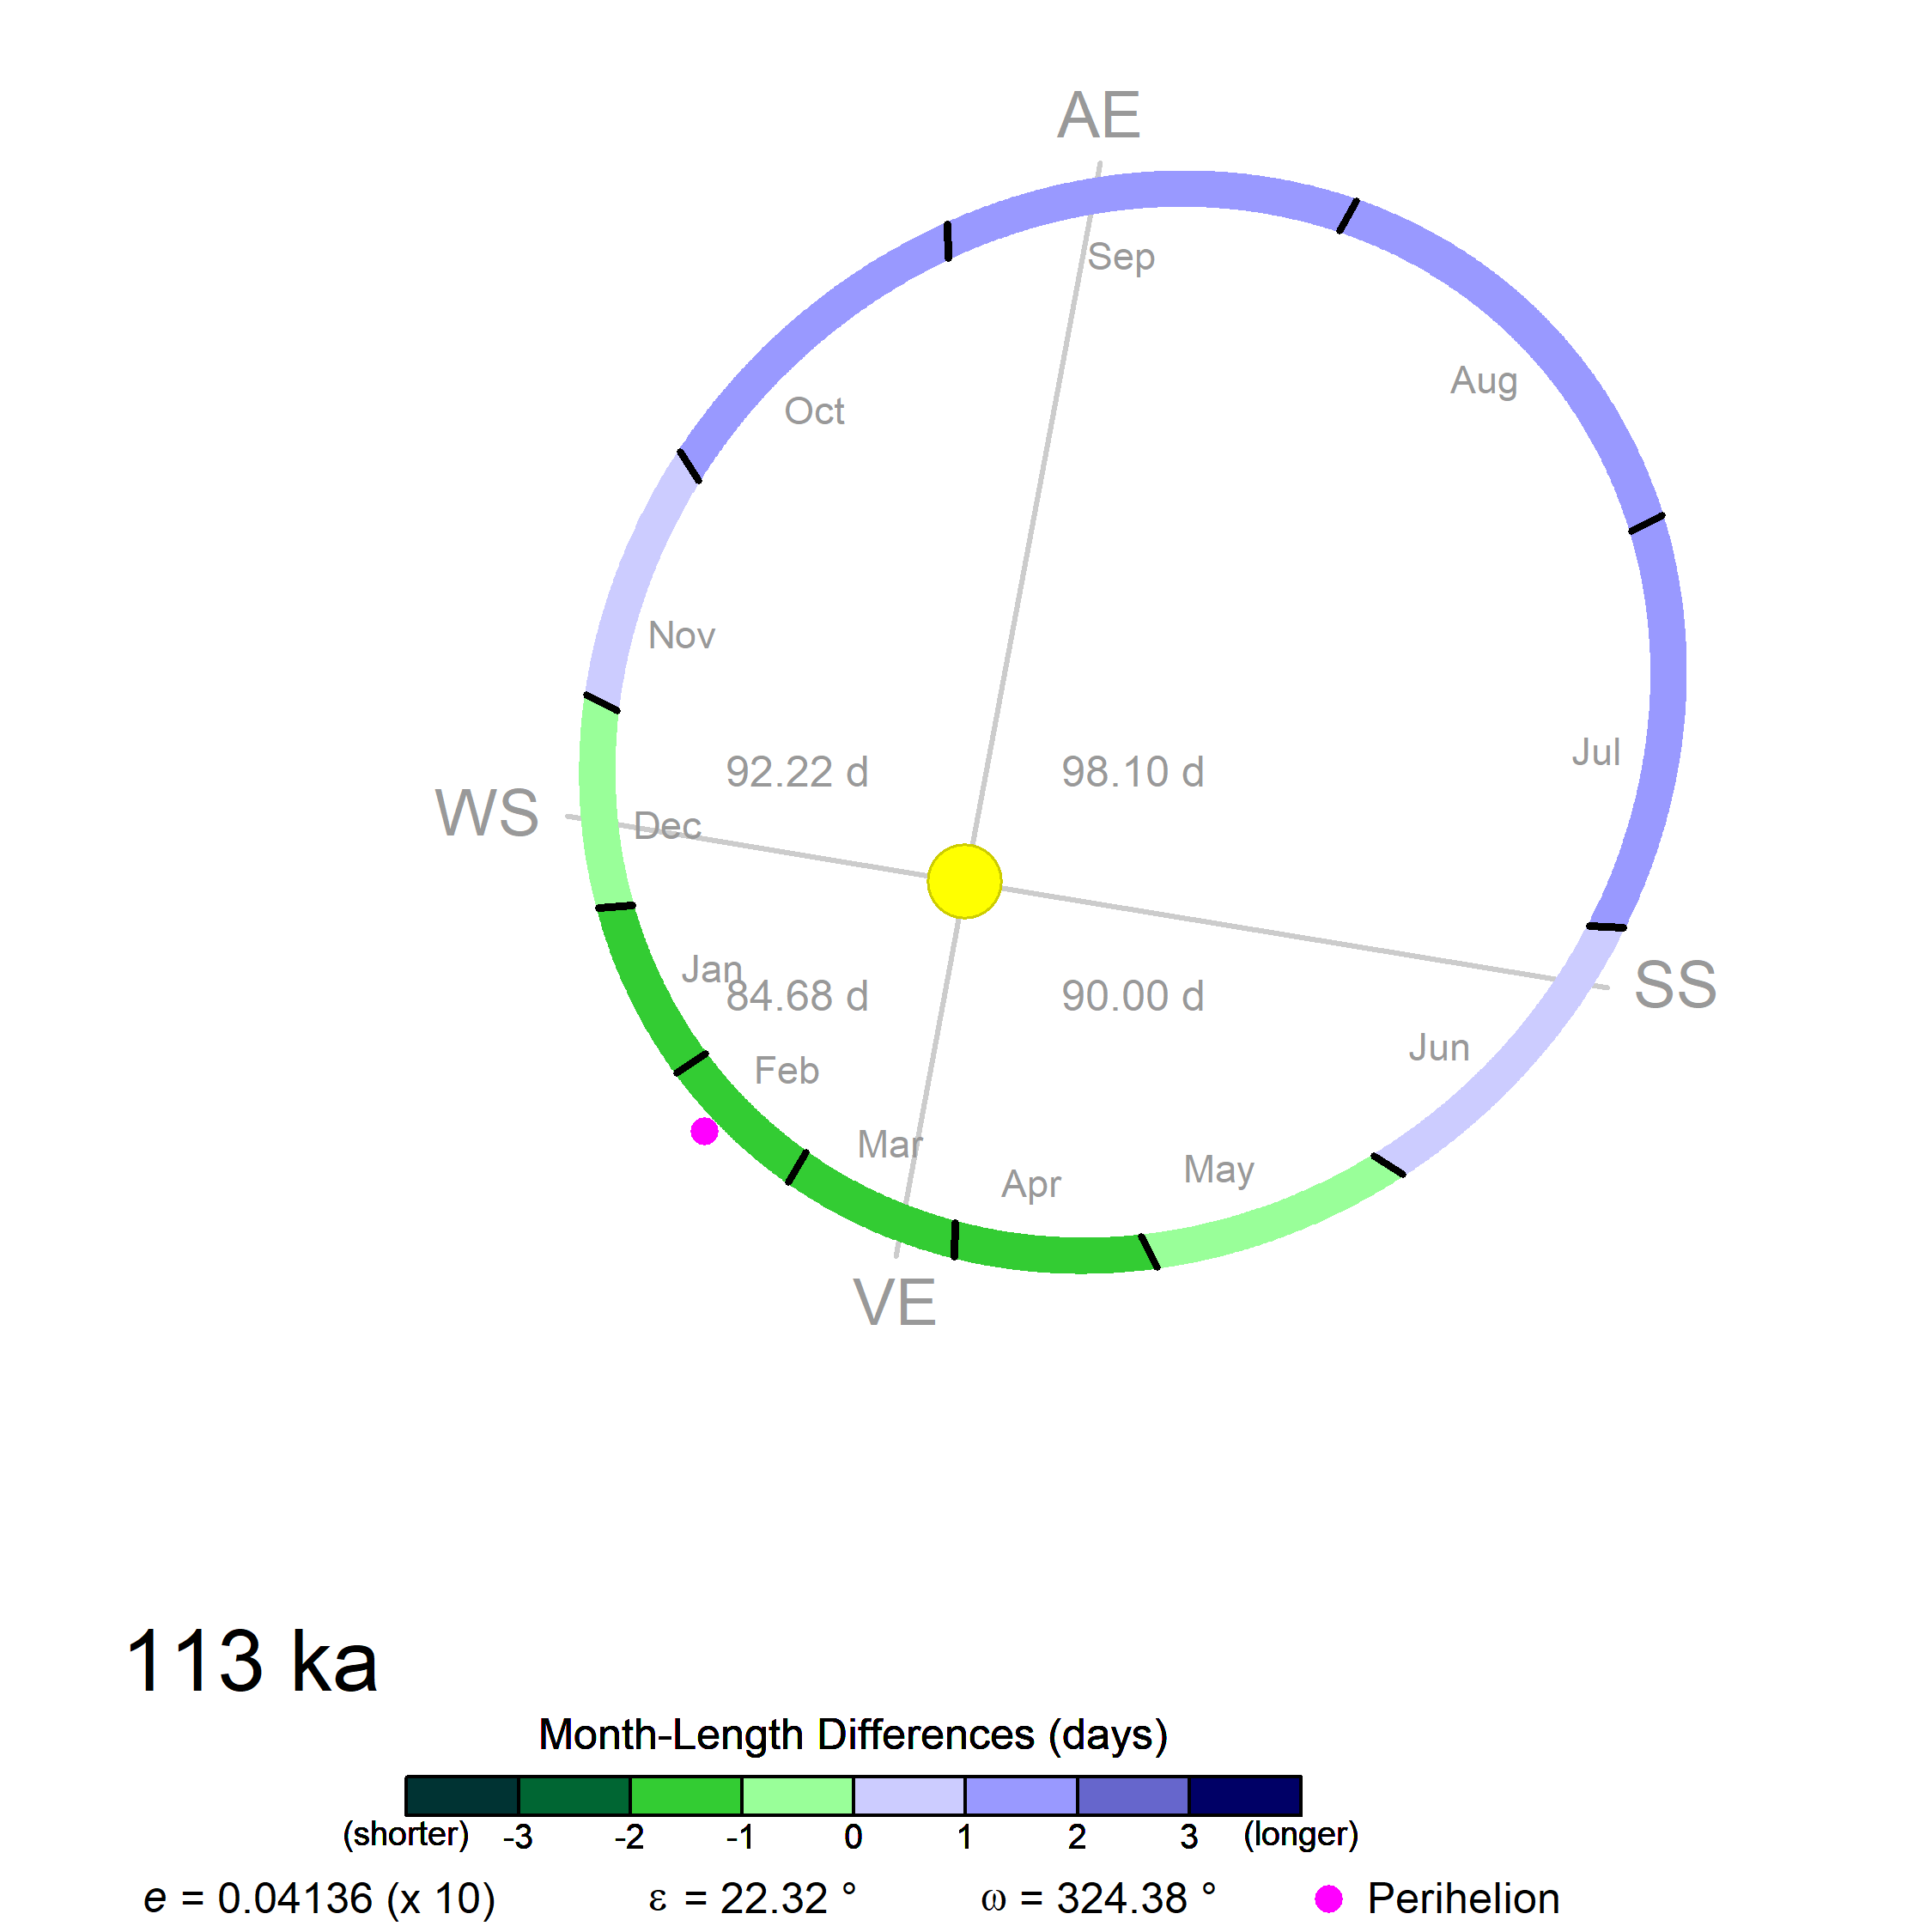 AE
Sep
Aug
Oct
Nov
Jul
92.22 d
98.10 d
WS
Dec
Jan
84.68 d
90.00 d
SS
Jun
Feb
Mar
Apr
May
VE
113 ka
Month-Length Differences (days)
(shorter) -3 -2 -1 0 1 2 3 (longer)
e = 0.04136 (x 10) ε = 22.32 ° ω = 324.38 ° Perihelion